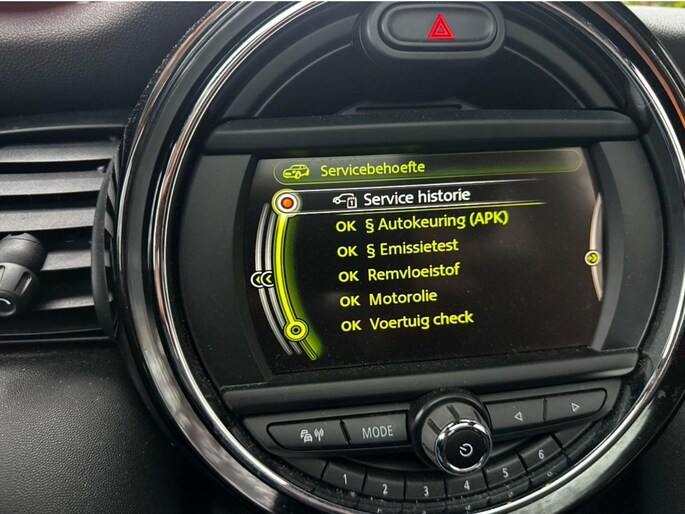 Servicebehoefte
Service historie
OK § Autokeuring (APK)
OK § Emissietest
OK Remvloeistof
OK Motorolie
OK Voertuig check
MODE
1 2 3 4 5 6